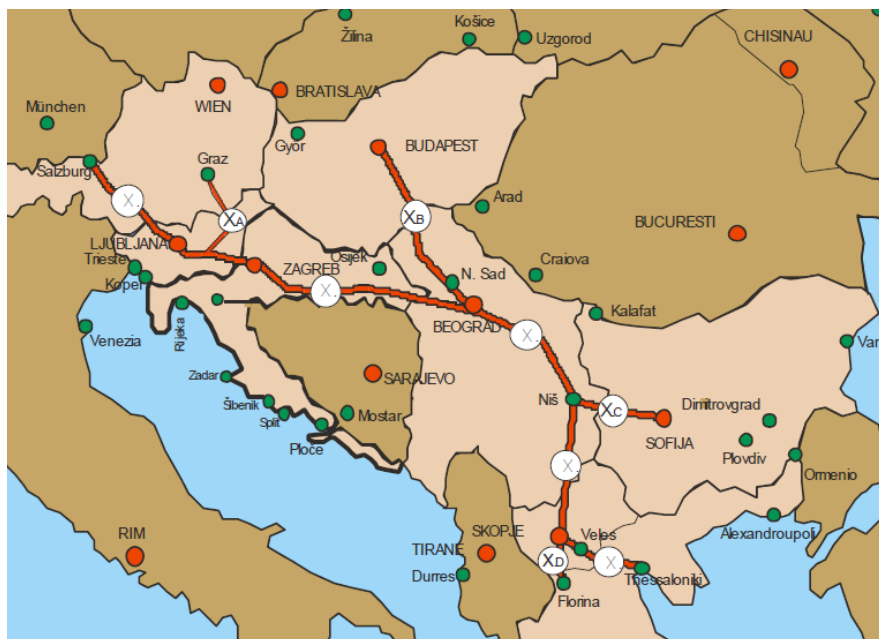 Žilina
Košice
Uzgorod
CHISINAU
WIEN
BRATISLAVA
München
Györ
BUDAPEST
Graz
Salzburg
X.
XA
XB
Arad
BUCURESTI
LJUBLJANA
Trieste
Koper
ZAGREB
Osijek
N. Sad
Craiova
X.
BEOGRAD
X.
Kalafat
Venezia
Rijeka
Var
SARAJEVO
Zadar
Šibenik
Split
Mostar
Ploče
Niš
XC
SOFIJA
Dimitrovgrad
Plovdiv
X.
Ormenio
RIM
SKOPJE
TIRANE
Veles
XD
X.
Alexandroupoli
Durres
Thessaloniki
Florina